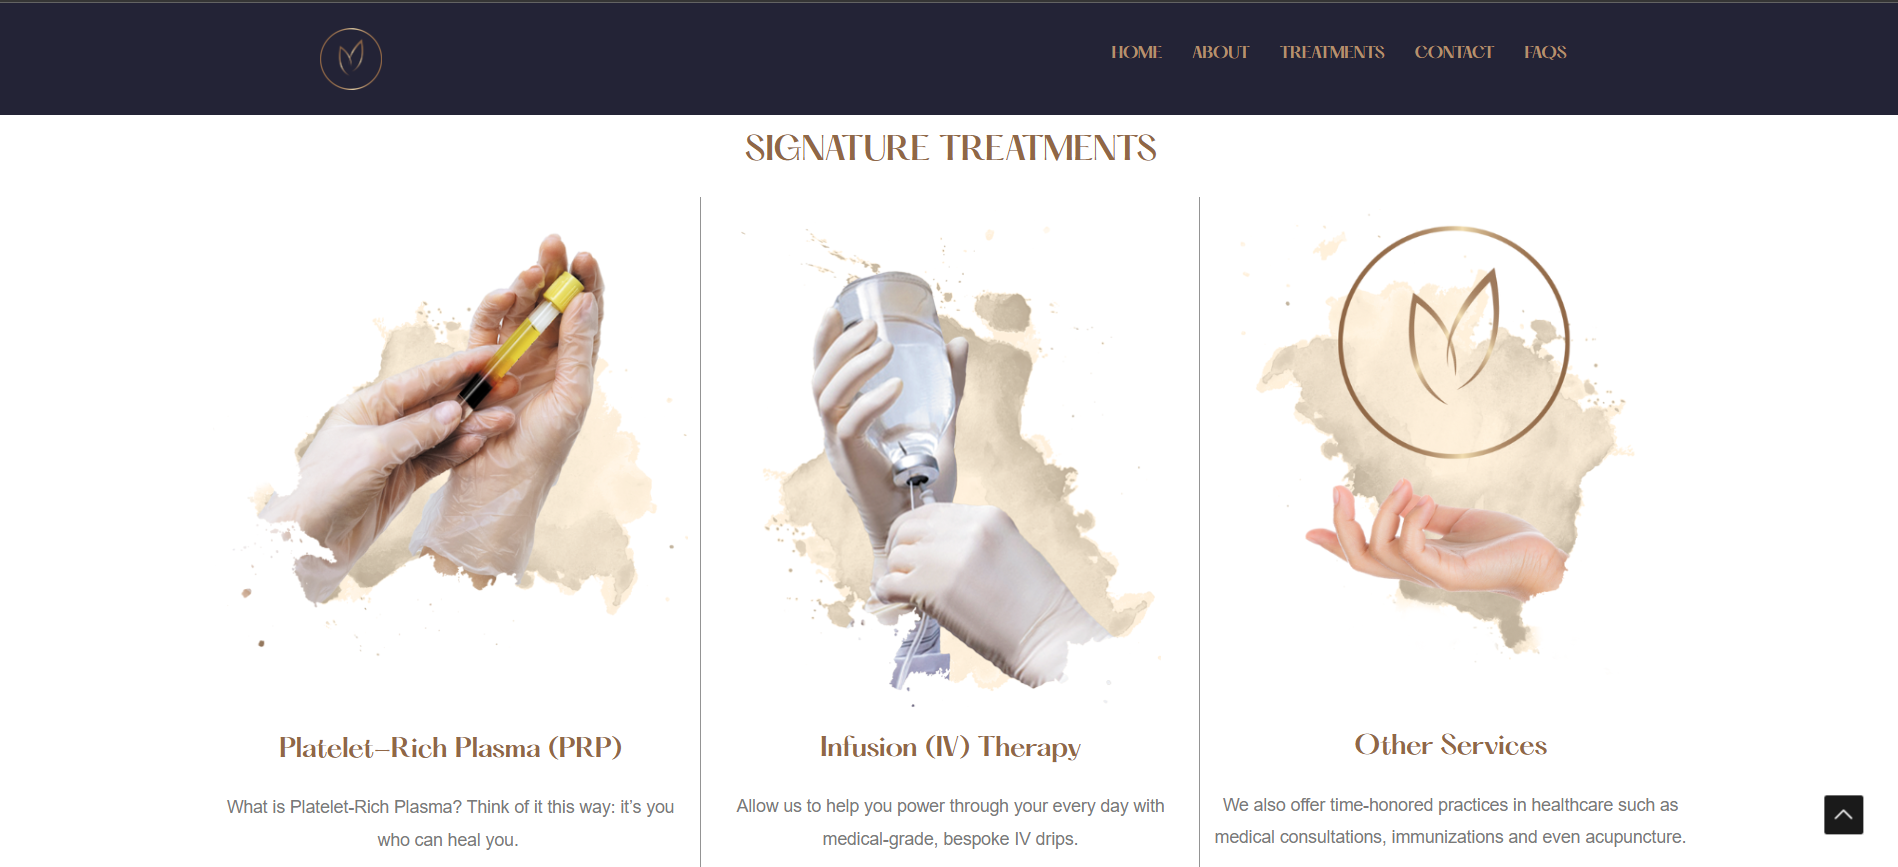 HOME ABOUT TREATMENTS CONTACT FAQS
SIGNATURE TREATMENTS
Platelet-Rich Plasma (PRP)
What is Platelet-Rich Plasma? Think of it this way: it's you
who can heal you.
Infusion (IV) Therapy
Allow us to help you power through your every day with
medical-grade, bespoke IV drips.
Other Services
We also offer time-honored practices in healthcare such as
medical consultations, immunizations and even acupuncture.